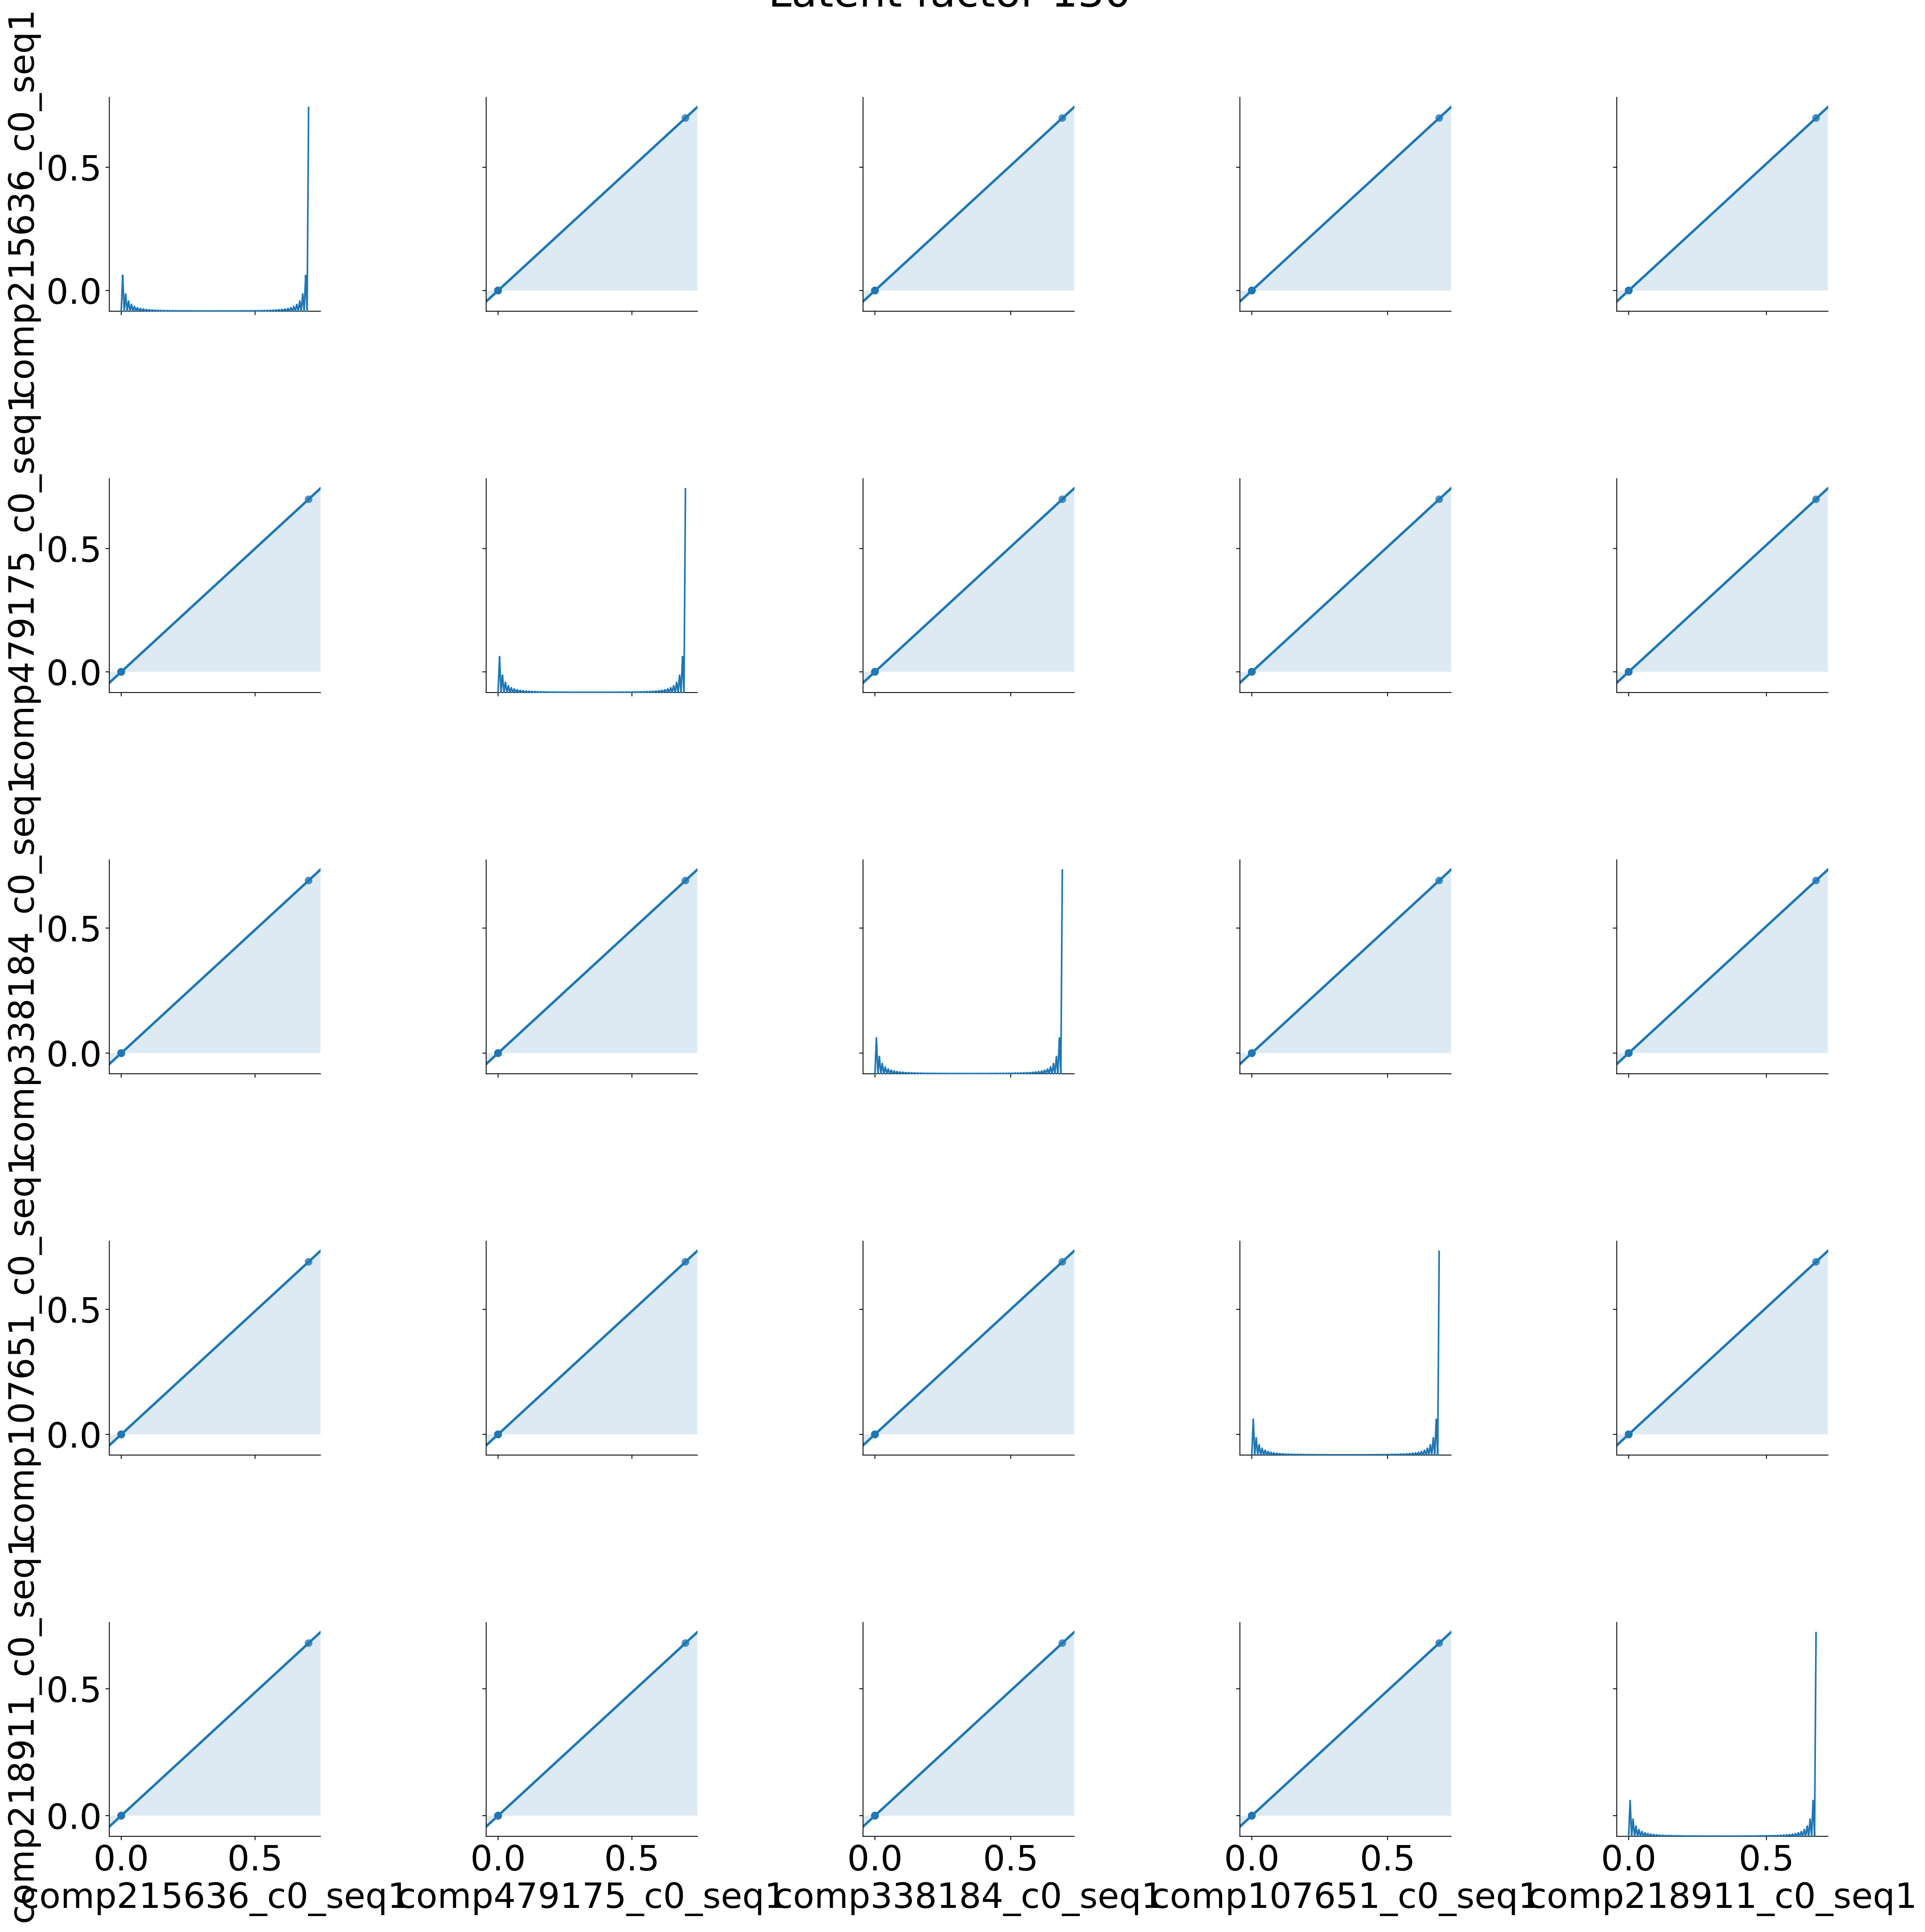 Latent factor
comp215636_c0_seq1
0.5
0.0
comp479175_c0_seq1
0.5
0.0
comp338184_c0_seq1
0.5
0.0
comp107651_c0_seq1
0.5
0.0
comp218911_c0_seq1
0.5
0.0
0.0 0.5 0.0 0.5 0.0 0.5 0.0 0.5 0.0 0.5
comp215636_c0_seq1 comp479175_c0_seq1 comp338184_c0_seq1 comp107651_c0_seq1 comp218911_c0_seq1